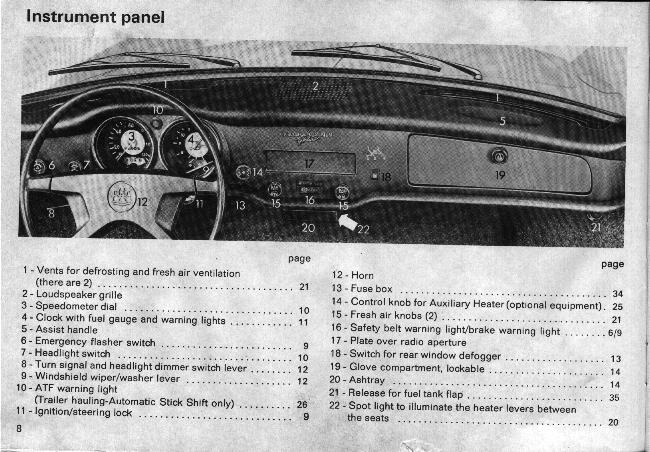 Instrument panel
1
2
1
10
3
4
5
6
7
9
17
14
18
19
8
12
11
13
15
16
15
20
22
21
page
1 - Vents for defrosting and fresh air ventilation
(there are 2) 21
2 - Loudspeaker grille
3 - Speedometer dial 10
4 - Clock with fuel gauge and warning lights 11
5 - Assist handle
6 - Emergency flasher switch 9
7 - Headlight switch 10
8 - Turn signal and headlight dimmer switch lever 12
9 - Windshield wiper/washer lever 12
10 - ATF warning light
(Trailer hauling-Automatic Stick Shift only) 26
11 - Ignition/steering lock 9
8
page
12 - Horn
13 - Fuse box 34
14 - Control knob for Auxiliary Heater (optional equipment). 25
15 - Fresh air knobs (2) 21
16 - Safety belt warning light/brake warning light 6/9
17 - Plate over radio aperture
18 - Switch for rear window defogger 13
19 - Glove compartment, lockable 14
20 - Ashtray 14
21 - Release for fuel tank flap 35
22 - Spot light to illuminate the heater levers between
the seats 20